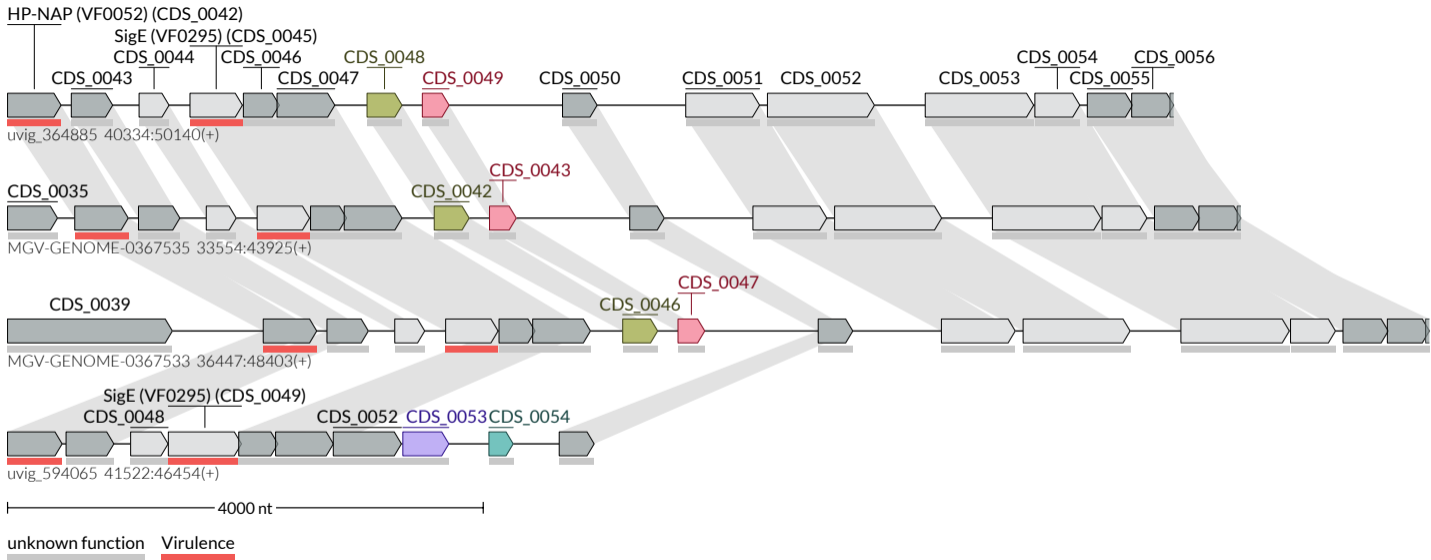 HP-NAP (VF0052) (CDS_0042)
SigE (VF0295) (CDS_0045)
CDS_0044 CDS_0046 CDS_0048 CDS_0054 CDS_0056
CDS_0043 CDS_0047 CDS_0049 CDS_0050 CDS_0051 CDS_0052 CDS_0053 CDS_0055
uvig_364885 40334:50140(+)
CDS_0043
CDS_0035 CDS_0042
MGV-GENOME-0367535 33554:43925(+)
CDS_0047
CDS_0039 CDS_0046
MGV-GENOME-0367533 36447:48403(+)
SigE (VF0295) (CDS_0049)
CDS_0048 CDS_0052 CDS_0053 CDS_0054
uvig_594065 41522:46454(+)
4000 nt
unknown function Virulence